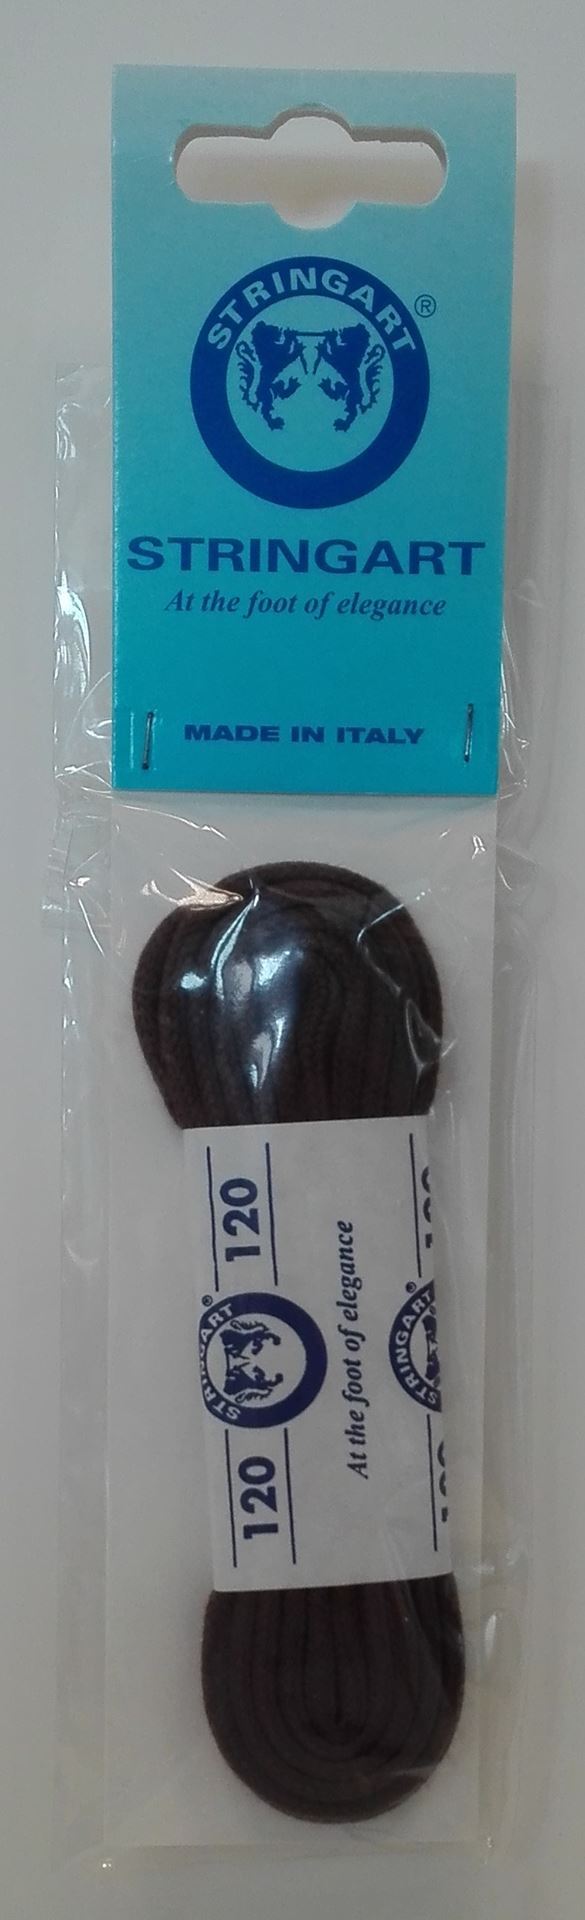 STRINGART
®
STRINGART
At the foot of elegance
MADE IN ITALY
120
STRINGART
®
120
At the foot of elegance
STRINGART
®